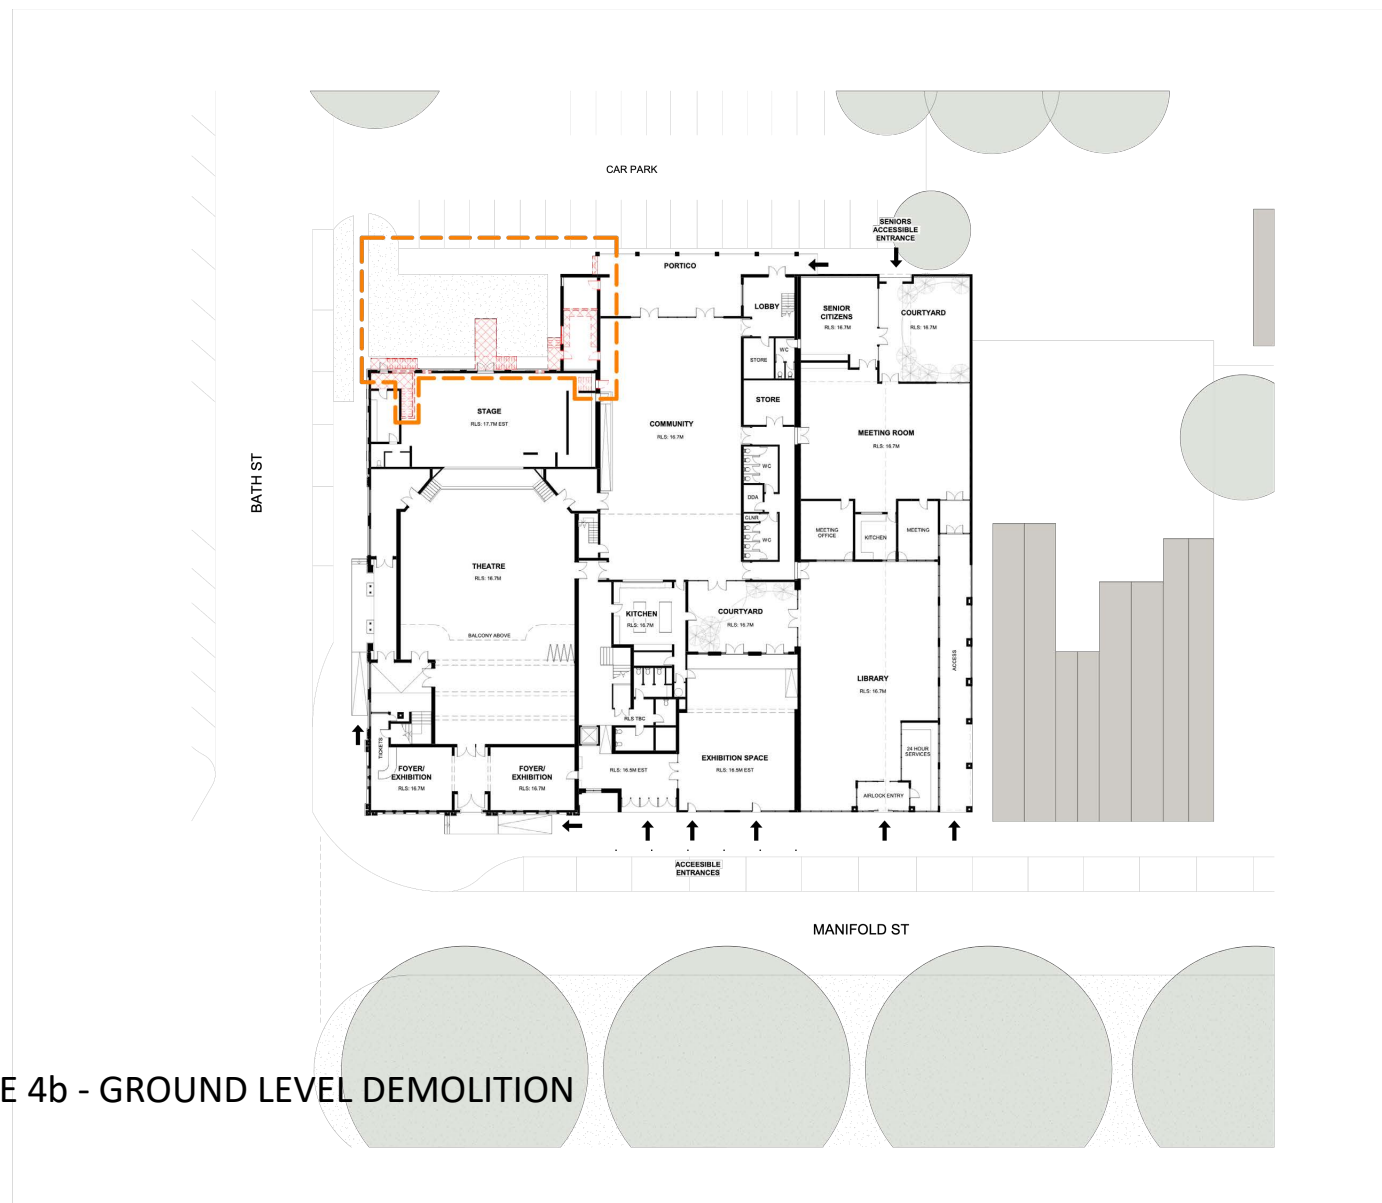 CAR PARK
SENIORS
ACCESSIBLE
ENTRANCE
PORTICO
LOBBY
SENIOR
CITIZENS
RLS: 16.7M
COURTYARD
RLS: 16.7M
STORE
WC
STORE
STAGE
RLS: 17.7M EST
COMMUNITY
RLS: 16.7M
MEETING ROOM
RLS: 16.7M
BATH ST
WC
DDA
CLNR
WC
MEETING
OFFICE
KITCHEN
MEETING
THEATRE
RLS: 16.7M
KITCHEN
RLS: 16.7M
COURTYARD
RLS: 16.7M
BALCONY ABOVE
ACCESS
LIBRARY
RLS: 16.7M
RLS TBC
TICKETS
24 HOUR
SERVICES
FOYER/
EXHIBITION
RLS: 16.7M
FOYER/
EXHIBITION
RLS: 16.7M
RLS: 16.5M EST
EXHIBITION SPACE
RLS: 16.5M EST
AIRLOCK ENTRY
ACCEESIBLE
ENTRANCES
MANIFOLD ST
E 4b - GROUND LEVEL DEMOLITION